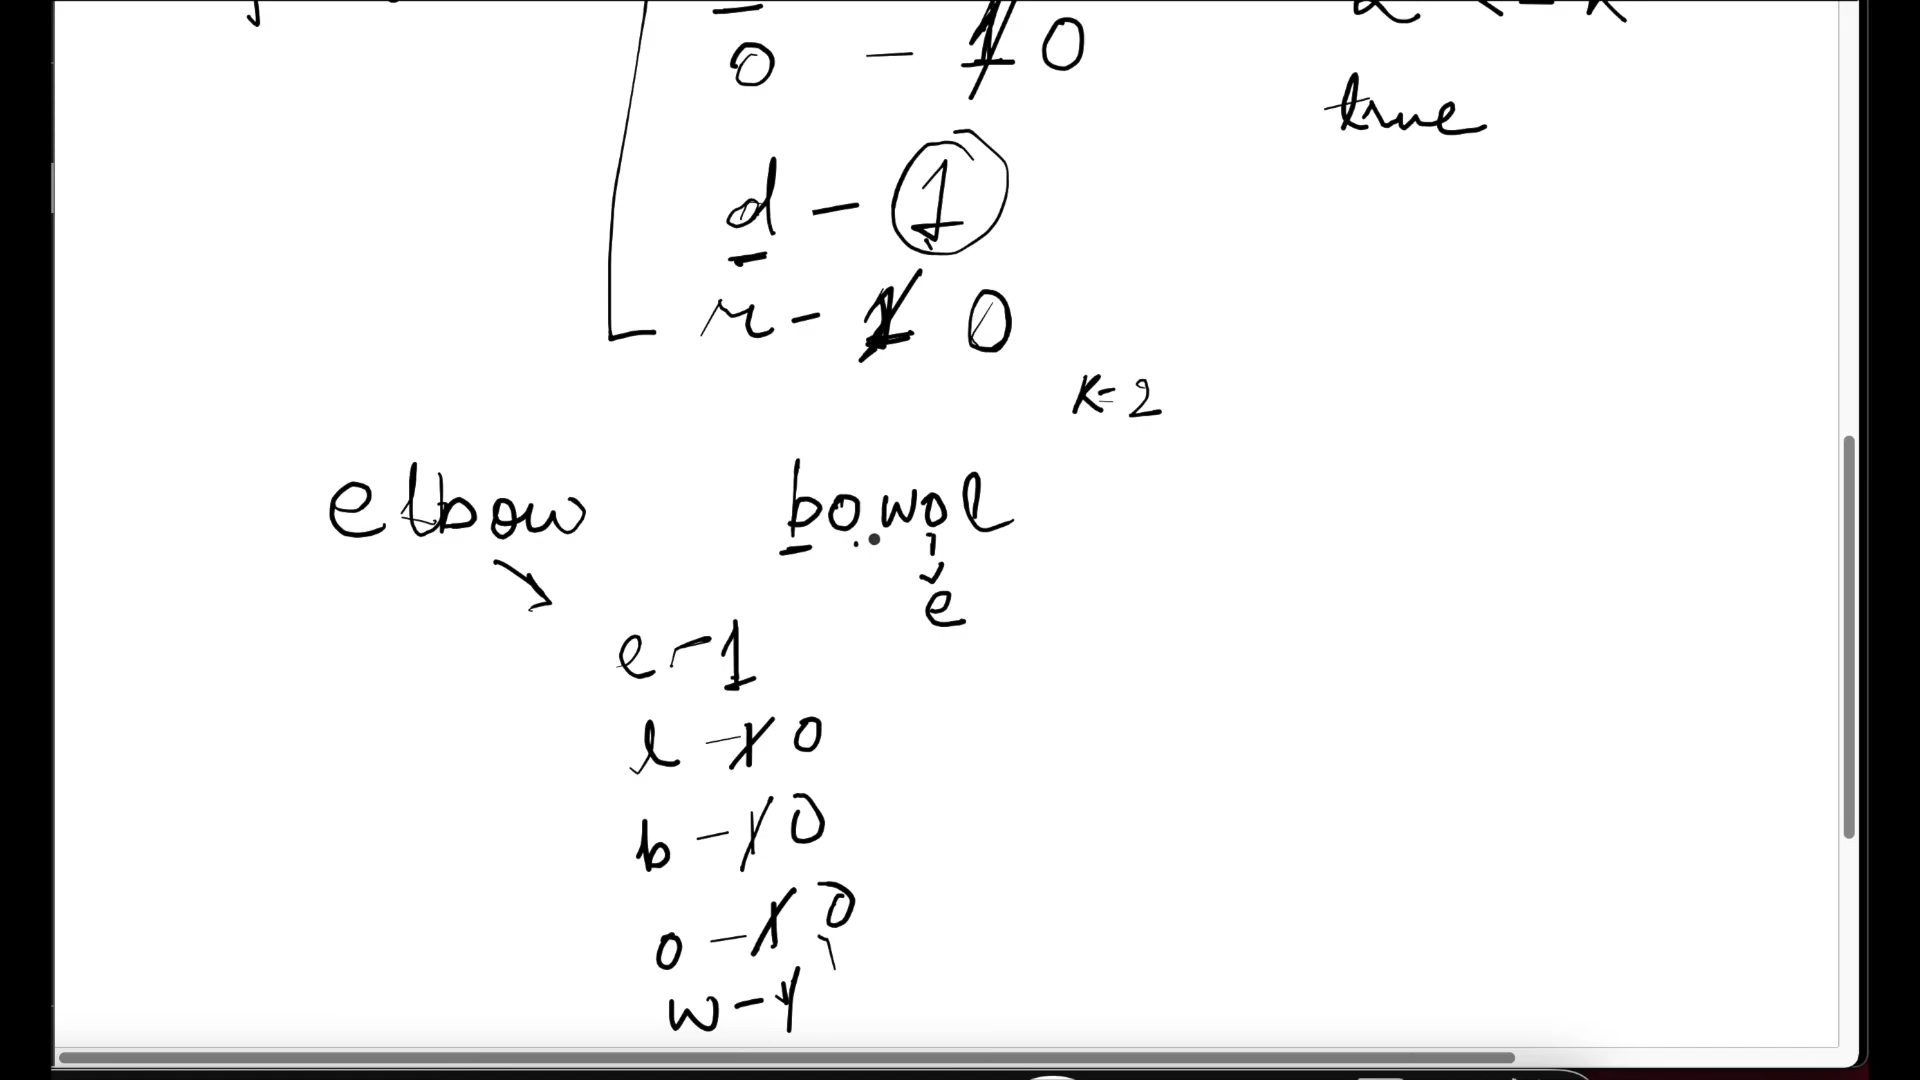 o - 1 0
true
d - 1
r - 1 0
K = 2
elbow bowol
e
e - 1
l - 1 0
b - 1 0
o - 1 0
w - 1